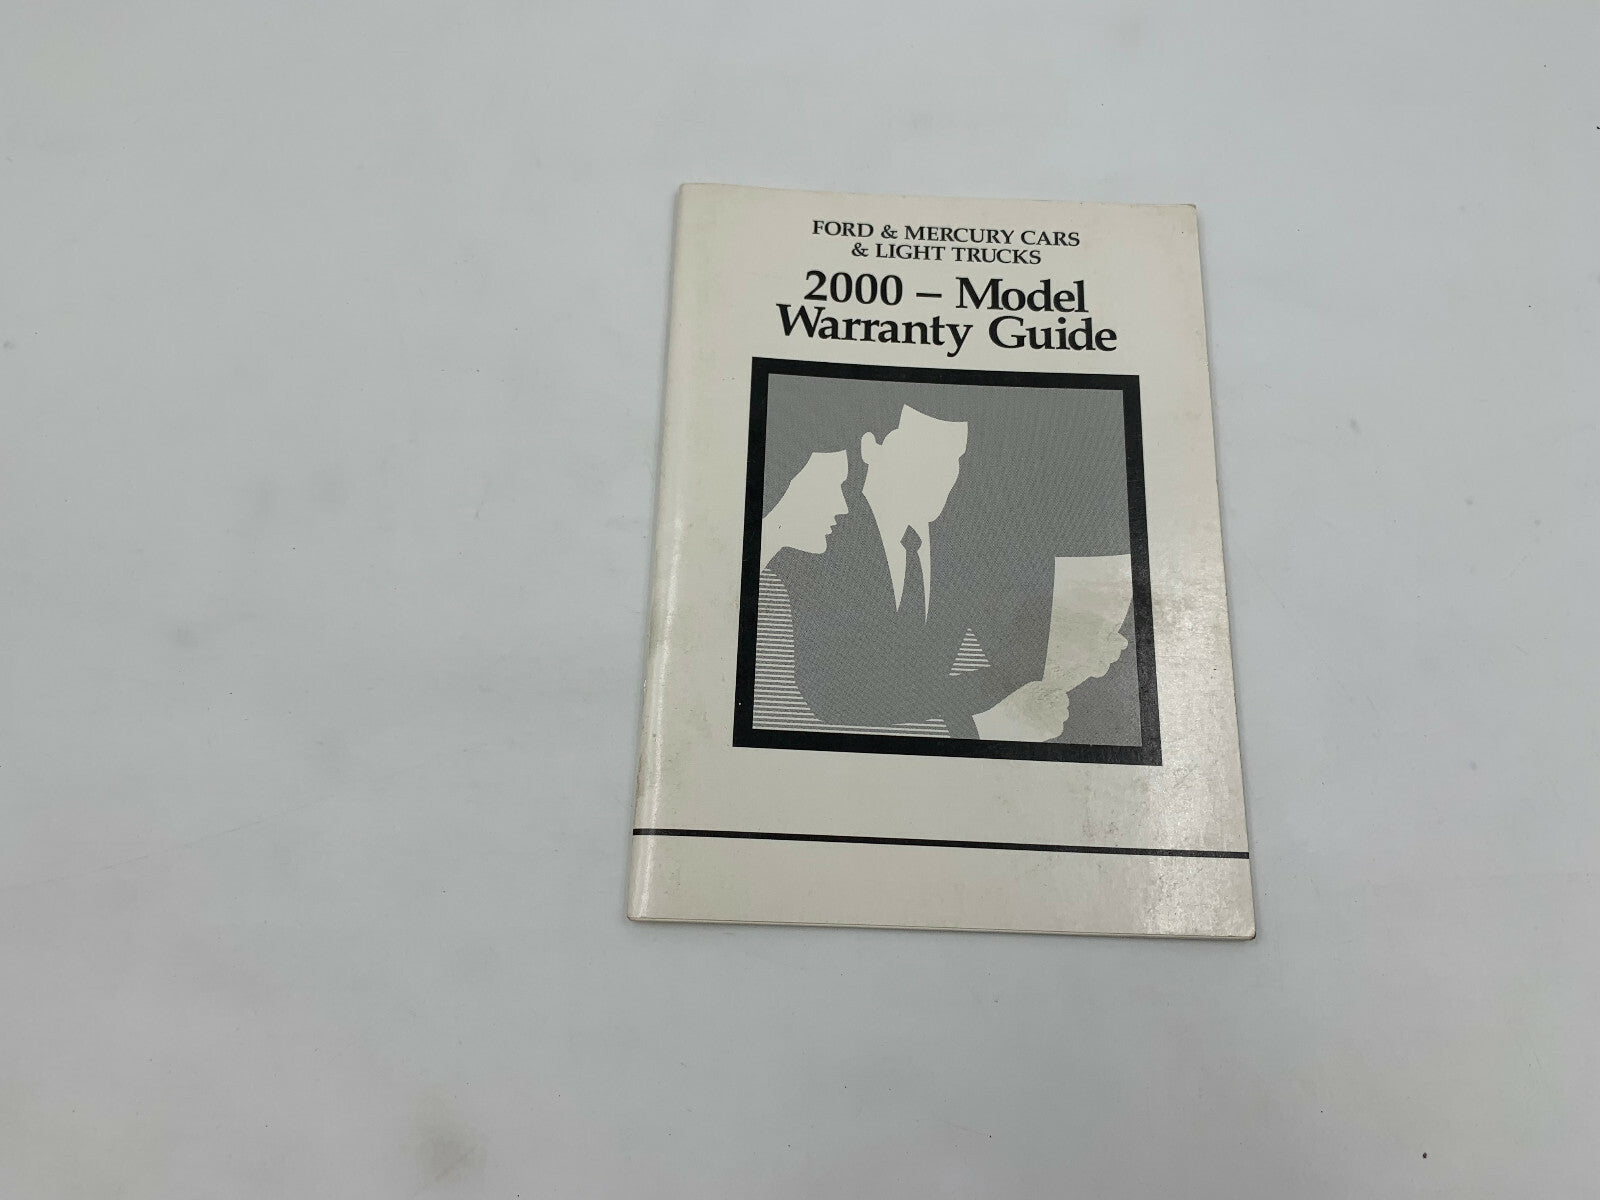 FORD & MERCURY CARS
& LIGHT TRUCKS
2000 – Model
Warranty Guide